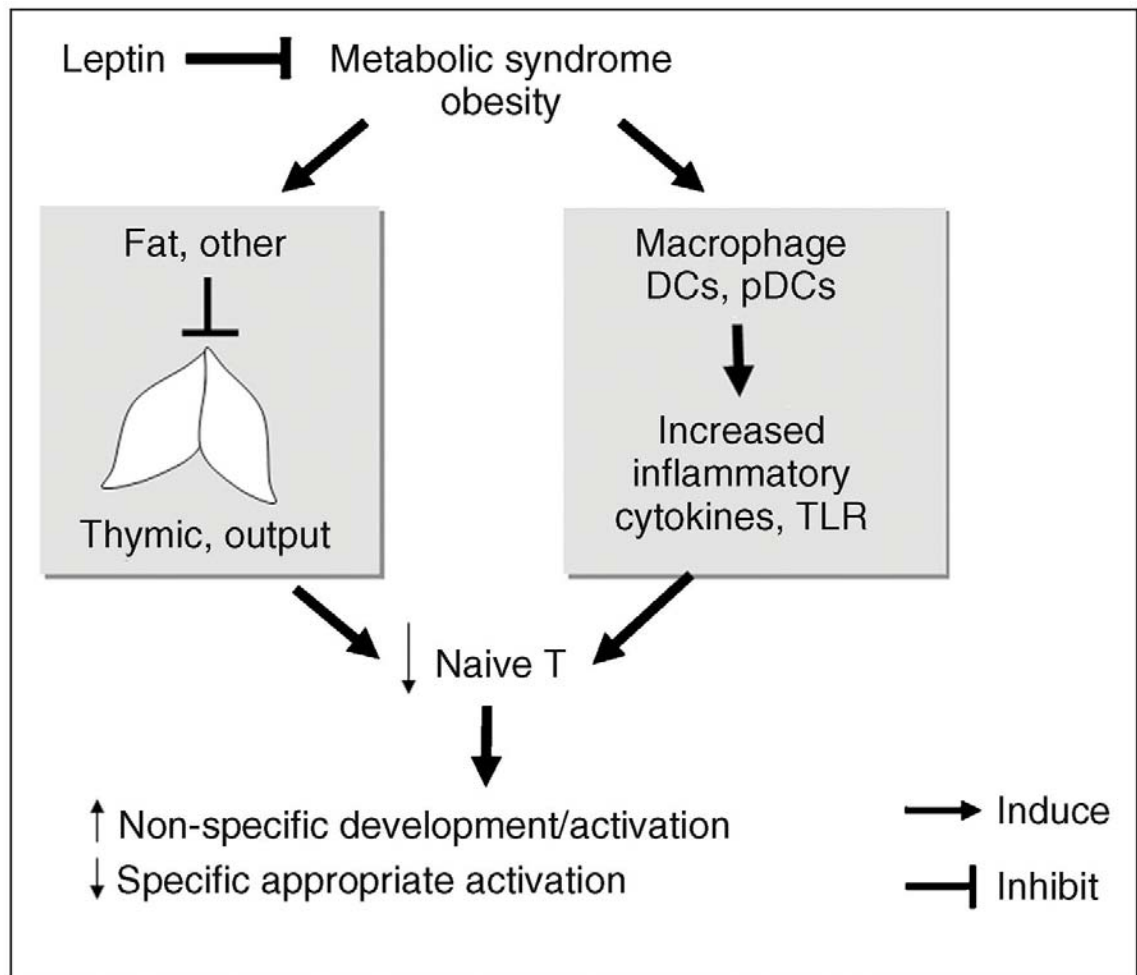 Leptin
Metabolic syndrome
obesity
Fat, other
Thymic, output
Macrophage
DCs, pDCs
Increased
inflammatory
cytokines, TLR
↓ Naive T
↑ Non-specific development/activation
↓ Specific appropriate activation
Induce
Inhibit